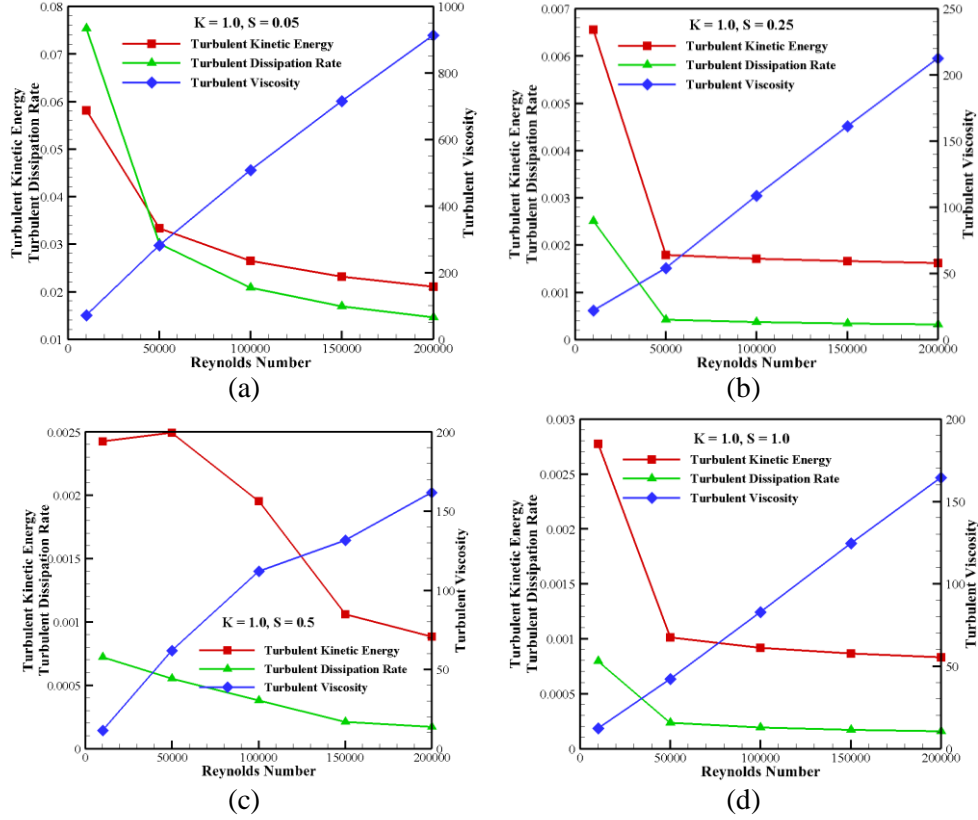 K = 1.0, S = 0.05
Turbulent Kinetic Energy
Turbulent Dissipation Rate
Turbulent Viscosity
Turbulent Kinetic Energy
Turbulent Dissipation Rate
Turbulent Viscosity
0.08
0.07
0.06
0.05
0.04
0.03
0.02
0.01
1000
800
600
400
200
0
0
50000
100000
150000
200000
Reynolds Number
(a)
K = 1.0, S = 0.25
Turbulent Kinetic Energy
Turbulent Dissipation Rate
Turbulent Viscosity
Turbulent Kinetic Energy
Turbulent Dissipation Rate
Turbulent Viscosity
0.007
0.006
0.005
0.004
0.003
0.002
0.001
0
250
200
150
100
50
0
0
50000
100000
150000
200000
Reynolds Number
(b)
K = 1.0, S = 0.5
Turbulent Kinetic Energy
Turbulent Dissipation Rate
Turbulent Viscosity
Turbulent Kinetic Energy
Turbulent Dissipation Rate
Turbulent Viscosity
0.0025
0.002
0.0015
0.001
0.0005
0
200
150
100
50
0
0
50000
100000
150000
200000
Reynolds Number
(c)
K = 1.0, S = 1.0
Turbulent Kinetic Energy
Turbulent Dissipation Rate
Turbulent Viscosity
Turbulent Kinetic Energy
Turbulent Dissipation Rate
Turbulent Viscosity
0.003
0.0025
0.002
0.0015
0.001
0.0005
0
200
150
100
50
0
0
50000
100000
150000
200000
Reynolds Number
(d)